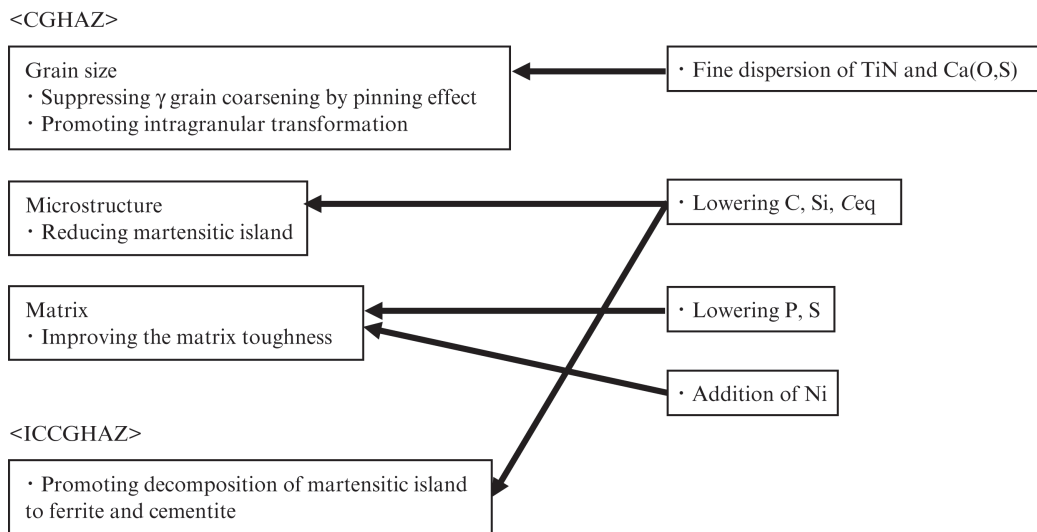 <CGHAZ>
Grain size
・Suppressing γ grain coarsening by pinning effect
・Promoting intragranular transformation
・Fine dispersion of TiN and Ca(O,S)
Microstructure
・Reducing martensitic island
・Lowering C, Si, Ceq
Matrix
・Improving the matrix toughness
・Lowering P, S
・Addition of Ni
<ICCGHAZ>
・Promoting decomposition of martensitic island
to ferrite and cementite